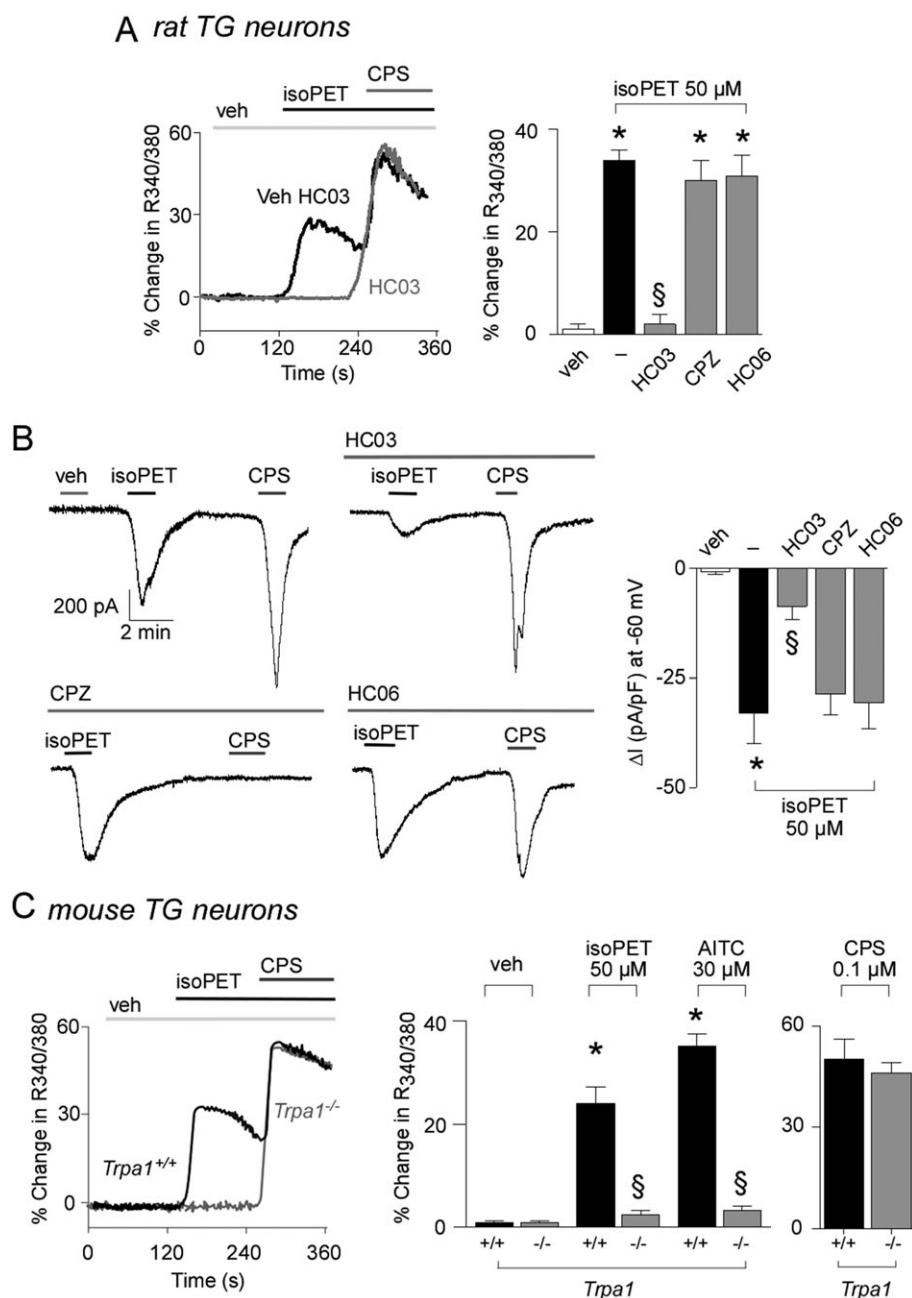 A rat TG neurons
CPS
isoPET
veh
60
30
0
% Change in R340/380
Veh HC03
HC03
0 120 240 360
Time (s)
isoPET 50 µM
40
20
0
% Change in R340/380
* § * *
veh – HC03 CPZ HC06
B
veh isoPET CPS
200 pA
2 min
HC03
isoPET CPS
CPZ
isoPET CPS
HC06
isoPET CPS
veh – HC03 CPZ HC06
0
-25
-50
ΔI (pA/pF) at -60 mV
§
*
isoPET
50 µM
C mouse TG neurons
CPS
isoPET
veh
60
30
0
% Change in R340/380
Trpa1+/+
Trpa1-/-
0 120 240 360
Time (s)
veh
isoPET
50 µM
AITC
30 µM
40
20
0
% Change in R340/380
* § * §
+/+ -/- +/+ -/- +/+ -/-
Trpa1
CPS
0.1 µM
60
30
0
+/+ -/-
Trpa1